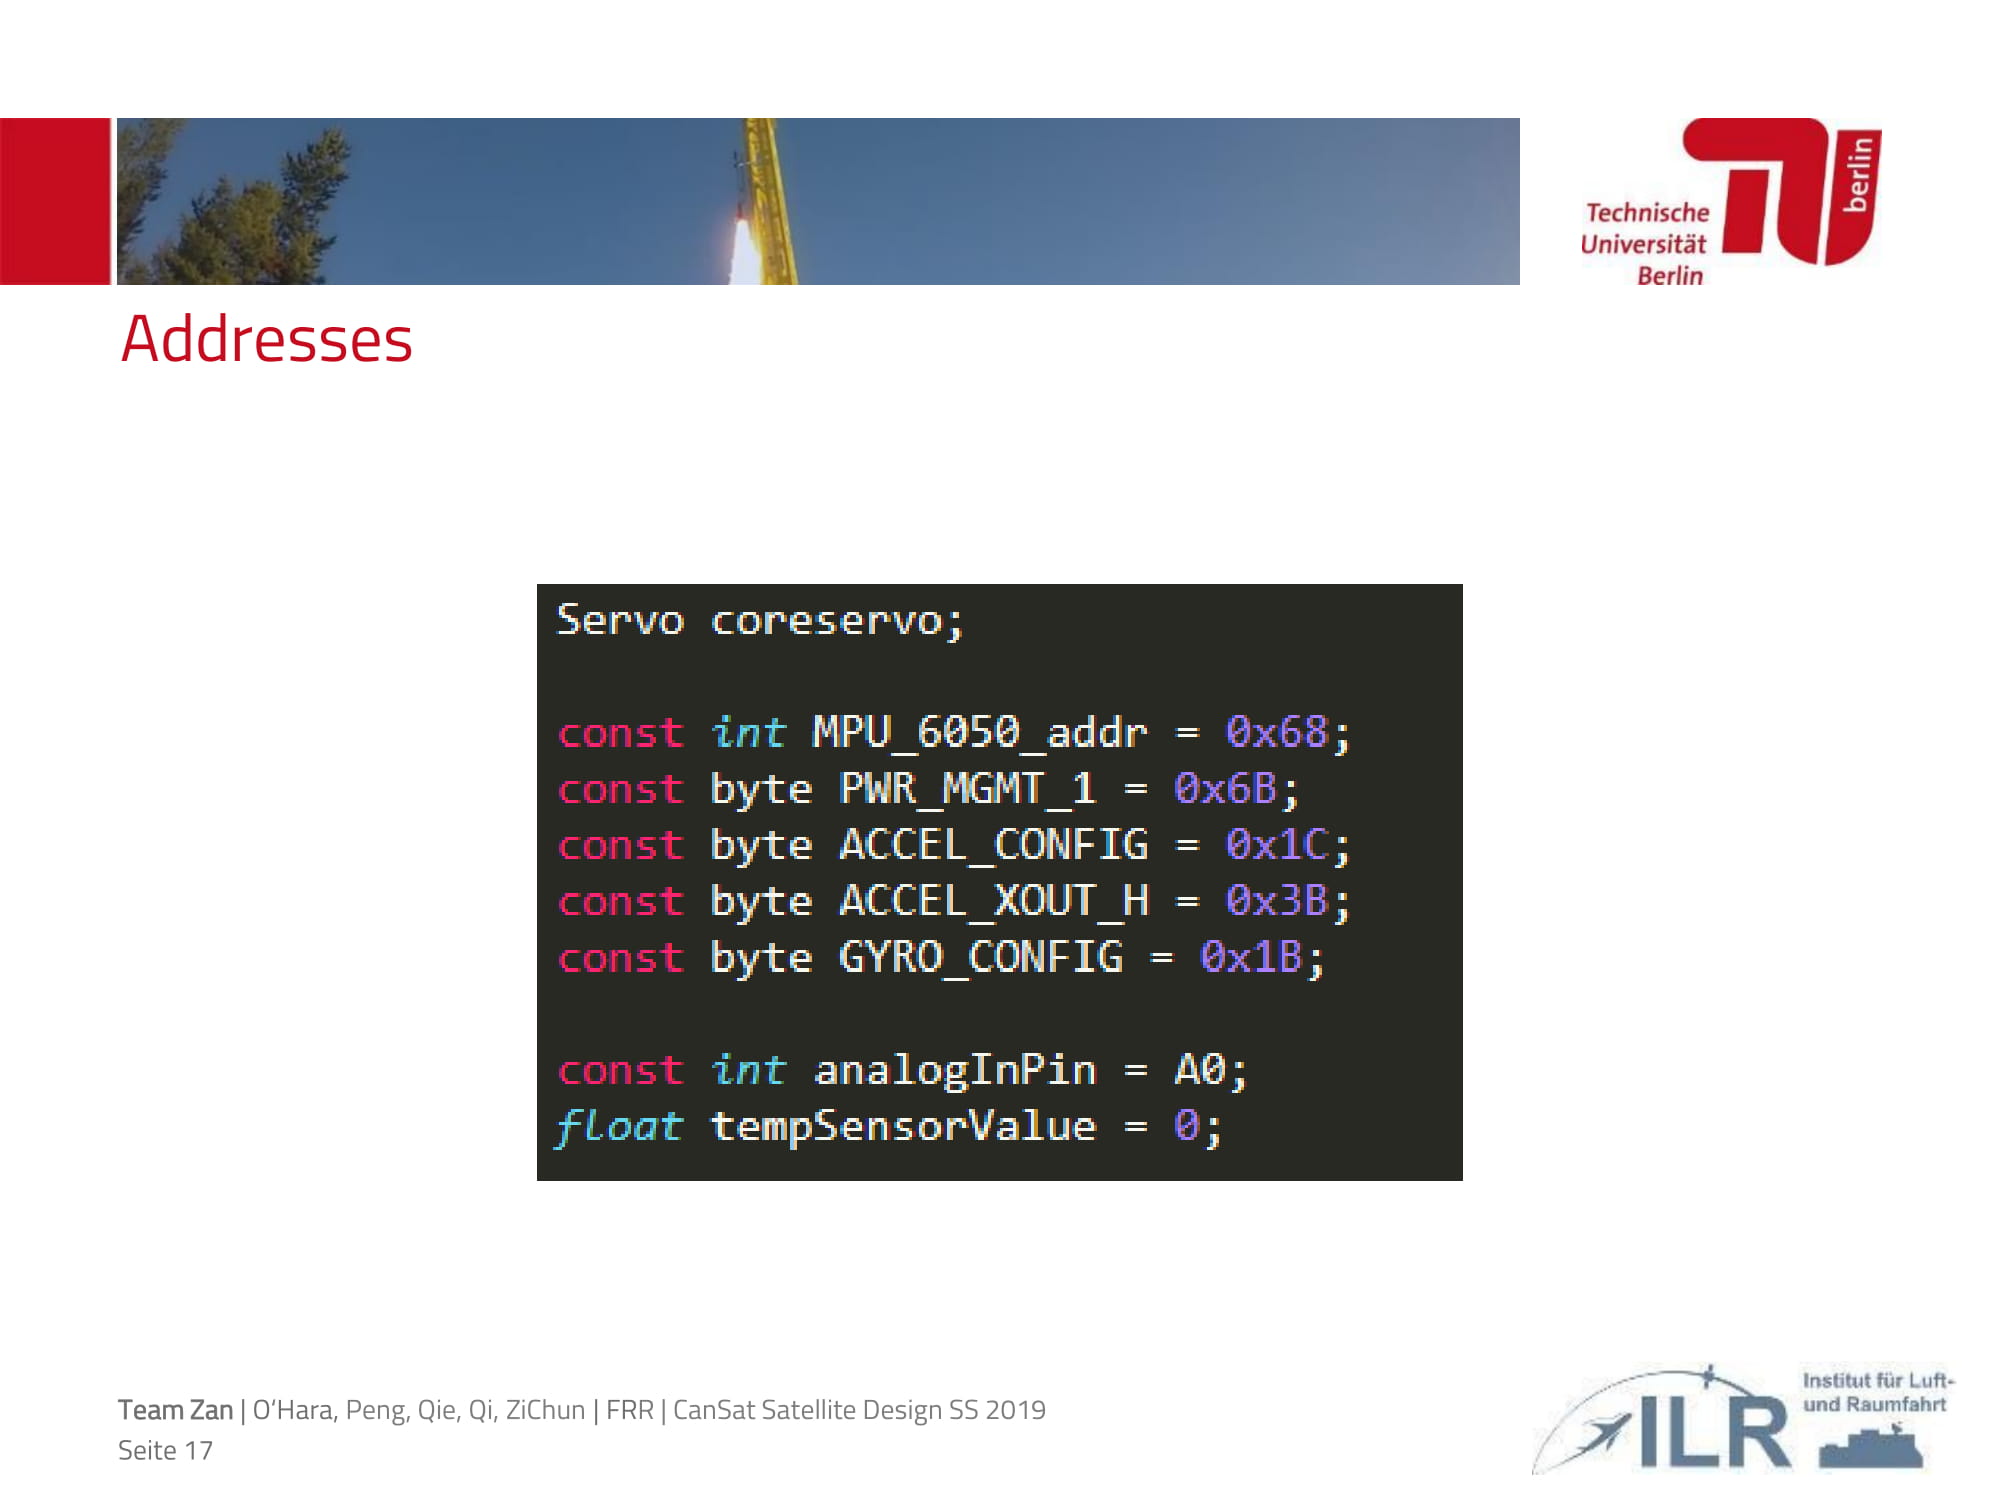 Technische
Universität
Berlin
berlin
Addresses
Servo coreservo;
const int MPU_6050_addr = 0x68;
const byte PWR_MGMT_1 = 0x6B;
const byte ACCEL_CONFIG = 0x1C;
const byte ACCEL_XOUT_H = 0x3B;
const byte GYRO_CONFIG = 0x1B;
const int analogInPin = A0;
float tempSensorValue = 0;
Team Zan | O‘Hara, Peng, Qie, Qi, ZiChun | FRR | CanSat Satellite Design SS 2019
Seite 17
ILR
Institut für Luft-
und Raumfahrt